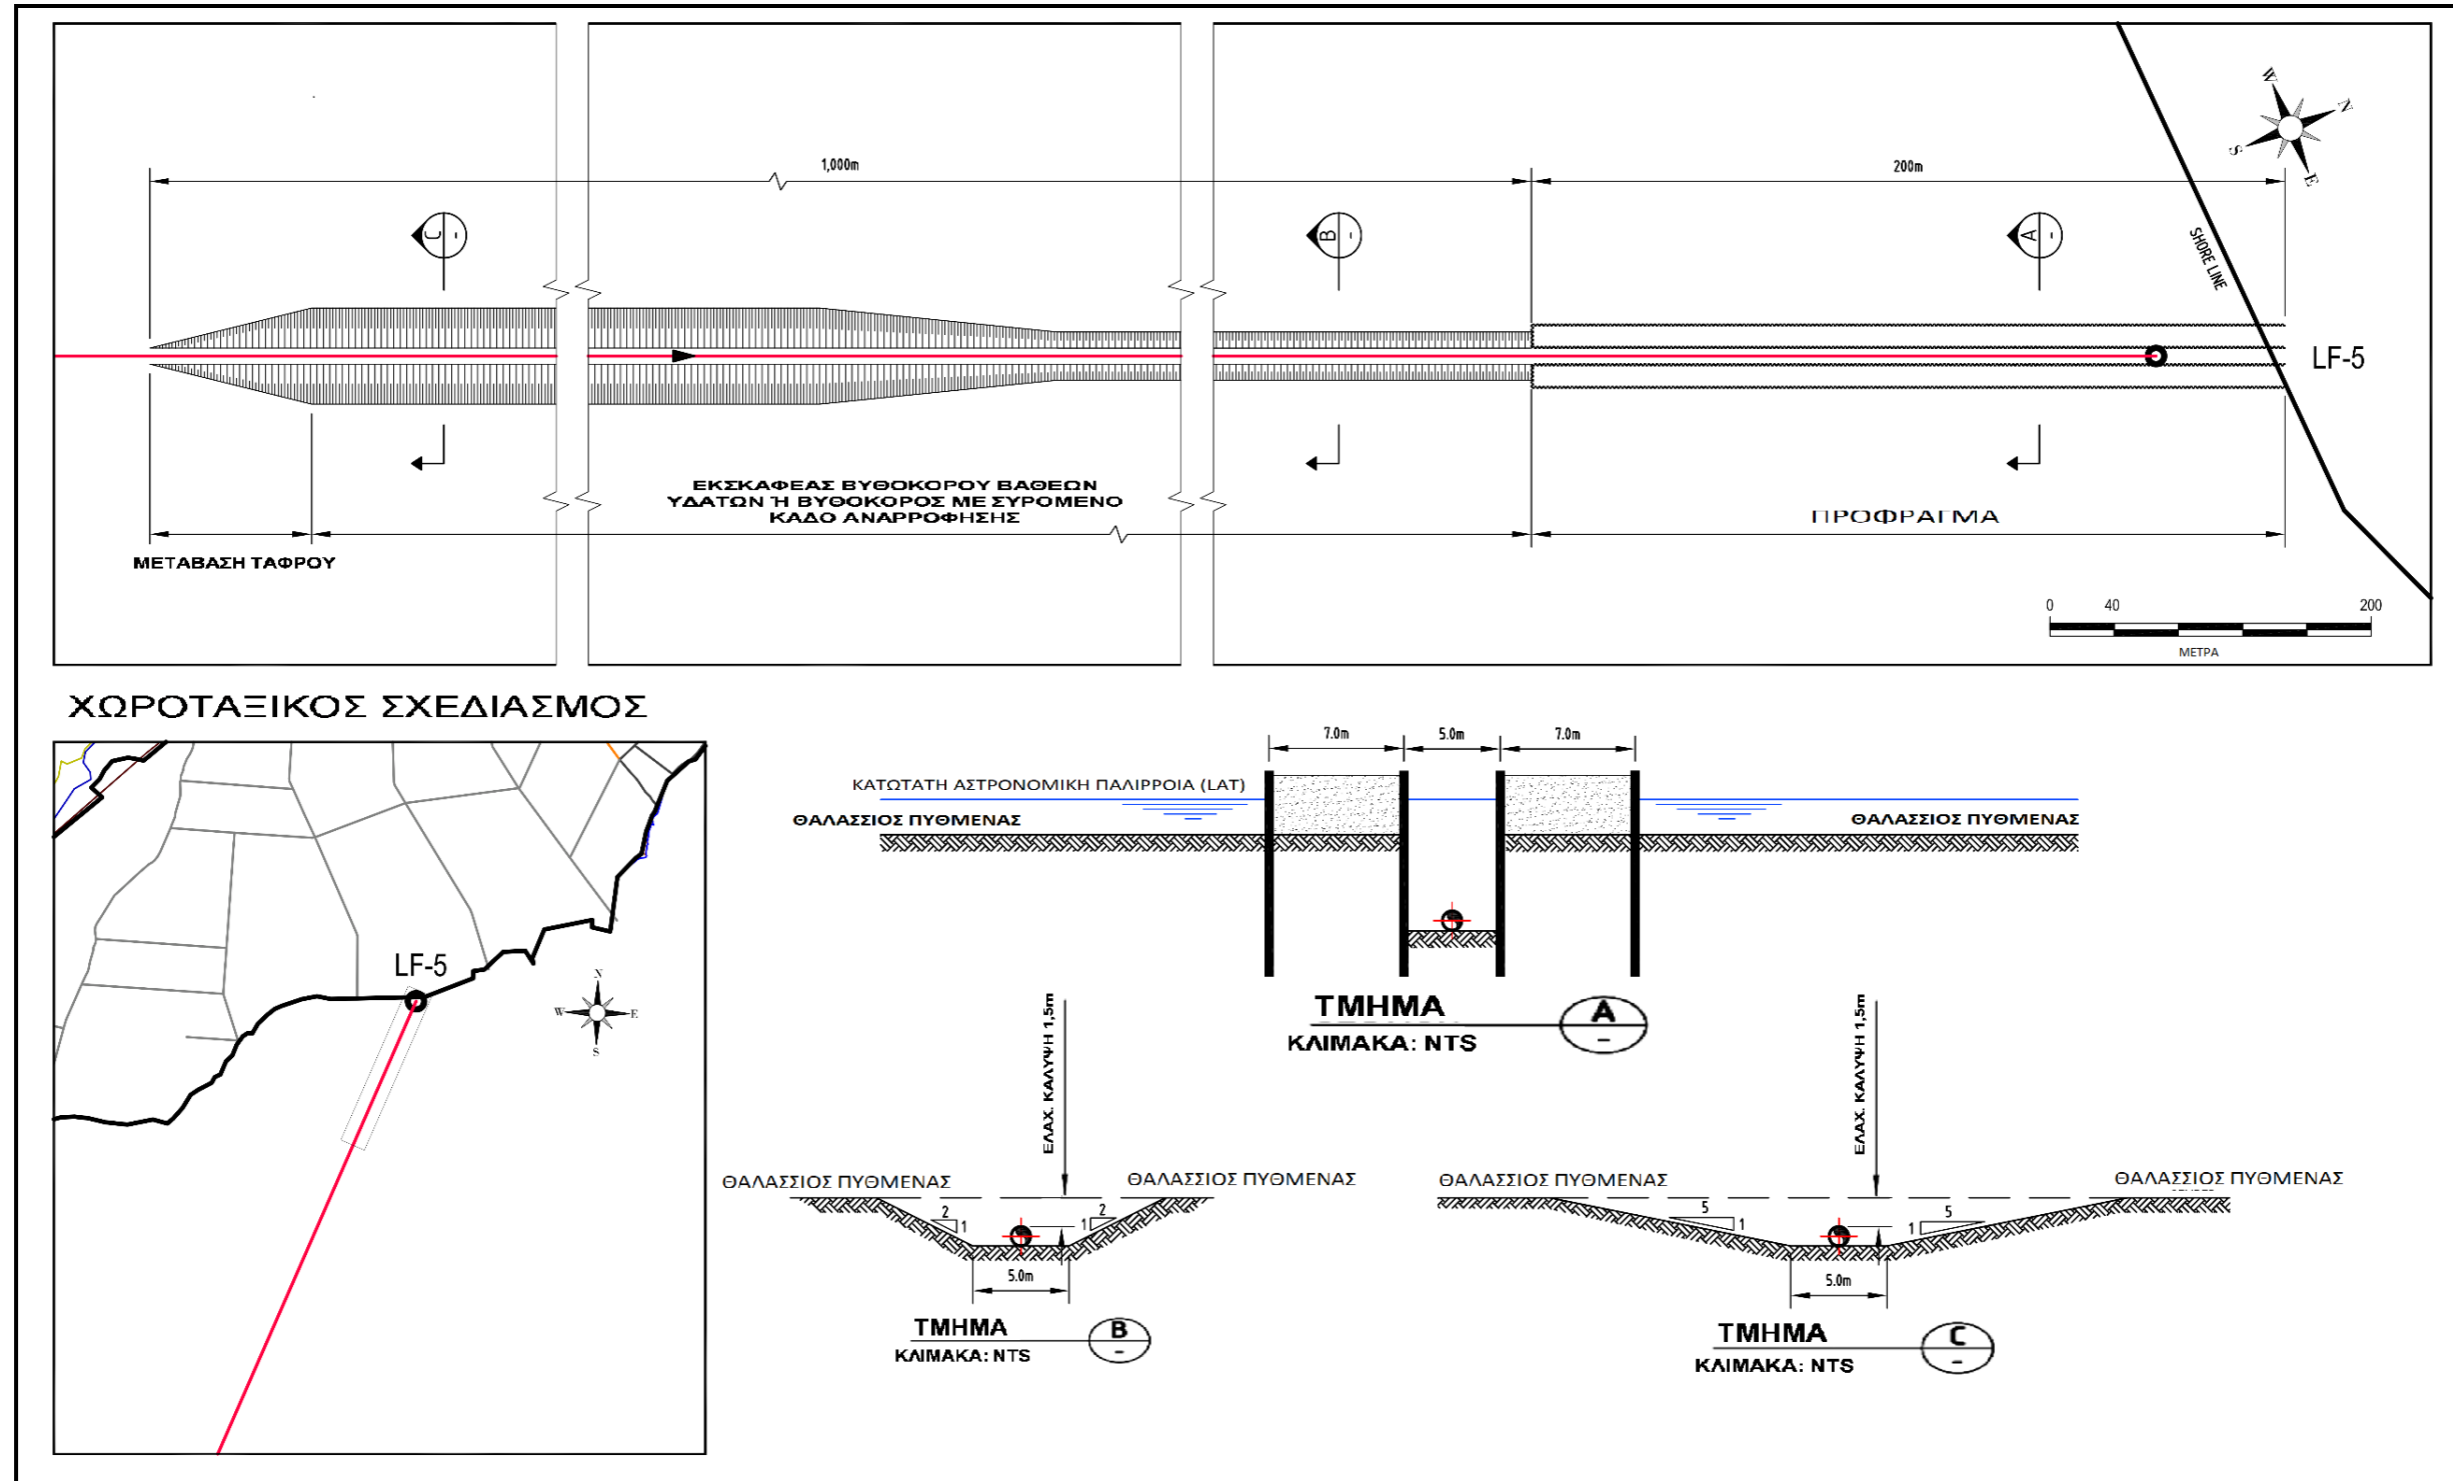 1,000m
200m
W
N
S
E
C
-
B
-
A
-
SHORE LINE
LF-5
ΕΚΣΚΑΦΕΑΣ ΒΥΘΟΚΟΡΟΥ ΒΑΘΕΩΝ
ΥΔΑΤΩΝ Ή ΒΥΘΟΚΟΡΟΣ ΜΕ ΣΥΡΟΜΕΝΟ
ΚΑΔΟ ΑΝΑΡΡΟΦΗΣΗΣ
ΠΡΟΦΡΑΓΜΑ
ΜΕΤΑΒΑΣΗ ΤΑΦΡΟΥ
0 40 200
ΜΕΤΡΑ
ΧΩΡΟΤΑΞΙΚΟΣ ΣΧΕΔΙΑΣΜΟΣ
LF-5
N
W E
S
7.0m 5.0m 7.0m
ΚΑΤΩΤΑΤΗ ΑΣΤΡΟΝΟΜΙΚΗ ΠΑΛΙΡΡΟΙΑ (LAT)
ΘΑΛΑΣΣΙΟΣ ΠΥΘΜΕΝΑΣ
ΘΑΛΑΣΣΙΟΣ ΠΥΘΜΕΝΑΣ
ΤΜΗΜΑ A
ΚΛΙΜΑΚΑ: NTS -
ΕΛΑΧ. ΚΑΛΥΨΗ 1,5m
ΘΑΛΑΣΣΙΟΣ ΠΥΘΜΕΝΑΣ
ΘΑΛΑΣΣΙΟΣ ΠΥΘΜΕΝΑΣ
2
1
2
1
5.0m
ΤΜΗΜΑ B
ΚΛΙΜΑΚΑ: NTS -
ΕΛΑΧ. ΚΑΛΥΨΗ 1,5m
ΘΑΛΑΣΣΙΟΣ ΠΥΘΜΕΝΑΣ
ΘΑΛΑΣΣΙΟΣ ΠΥΘΜΕΝΑΣ
5
1
5
1
5.0m
ΤΜΗΜΑ C
ΚΛΙΜΑΚΑ: NTS -